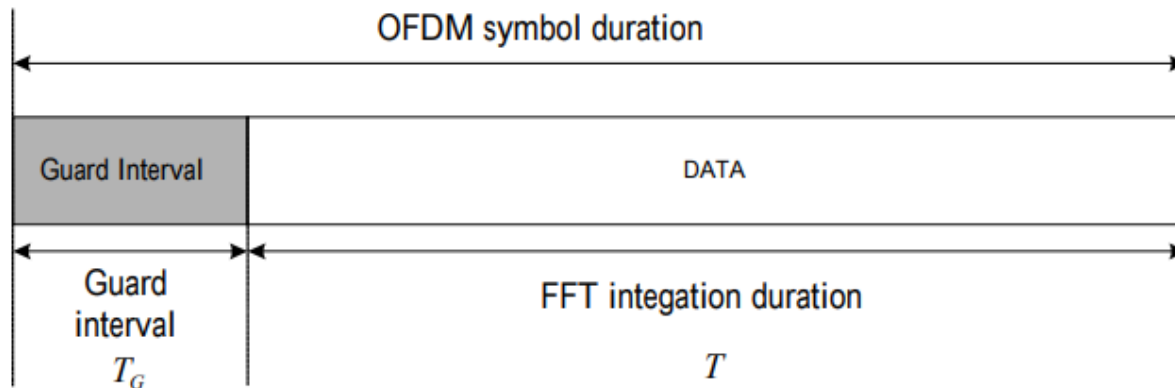 OFDM symbol duration
Guard Interval
DATA
Guard
interval
T_G
FFT integation duration
T